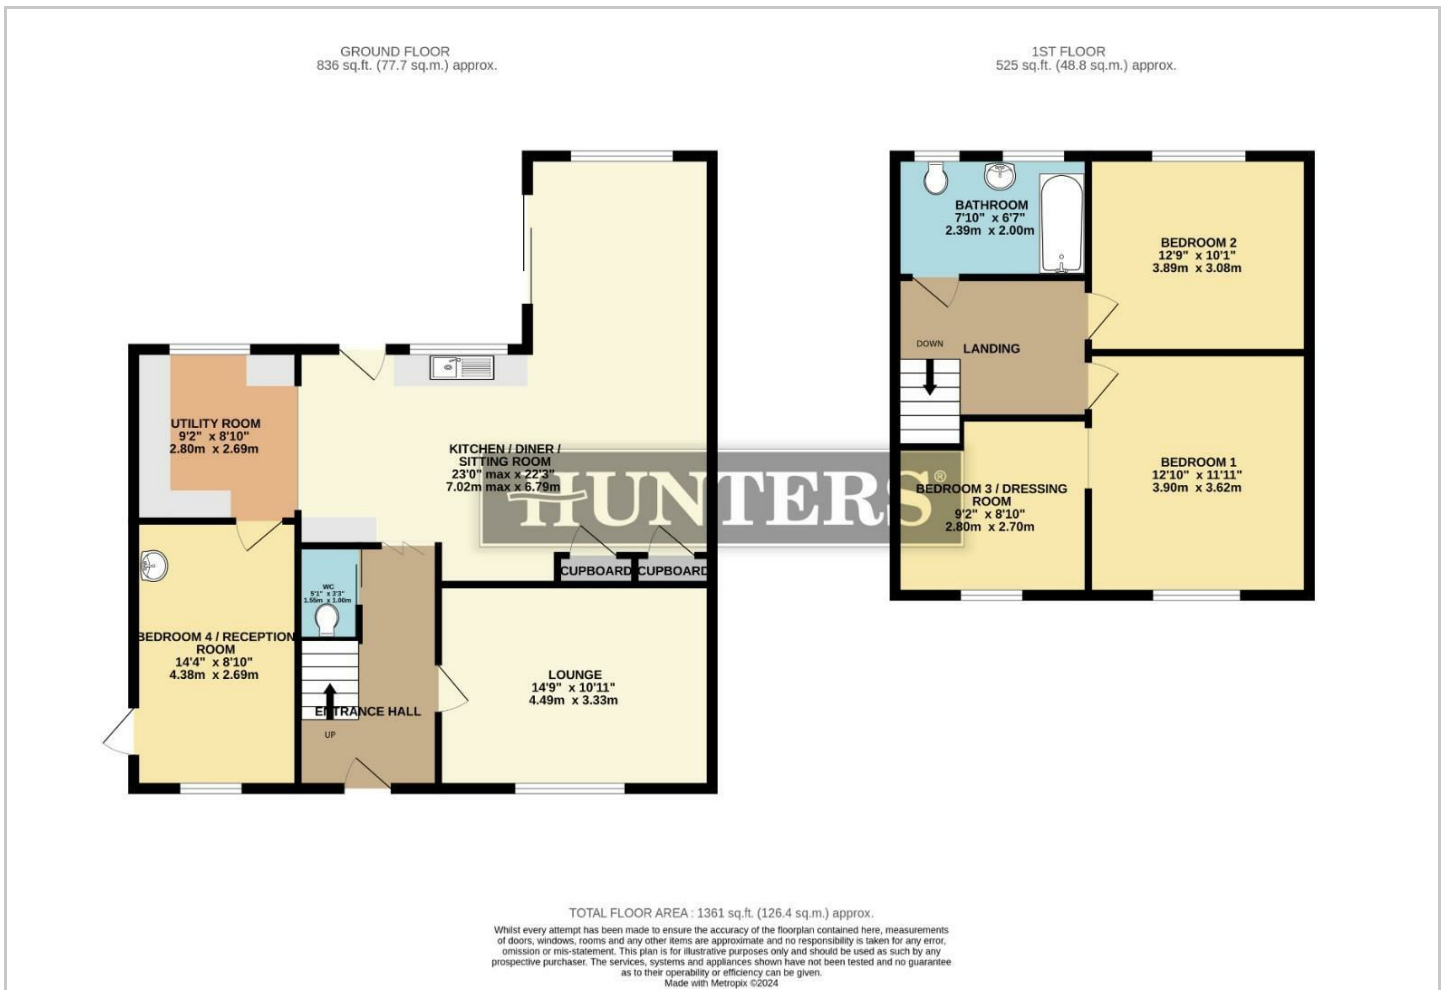 GROUND FLOOR
836 sq.ft. (77.7 sq.m.) approx.
1ST FLOOR
525 sq.ft. (48.8 sq.m.) approx.
BATHROOM
7'10" x 6'7"
2.39m x 2.00m
BEDROOM 2
12'9" x 10'1"
3.89m x 3.08m
DOWN
LANDING
UTILITY ROOM
9'2" x 8'10"
2.80m x 2.69m
KITCHEN / DINER /
SITTING ROOM
23'0" max x 22'3"
7.02m max x 6.79m
HUNTERS®
BEDROOM 1
12'10" x 11'11"
3.90m x 3.62m
BEDROOM 3 / DRESSING
ROOM
9'2" x 8'10"
2.80m x 2.70m
CUPBOARD
CUPBOARD
WC
5'1" x 3'3"
1.55m x 1.00m
BEDROOM 4 / RECEPTION
ROOM
14'4" x 8'10"
4.38m x 2.69m
LOUNGE
14'9" x 10'11"
4.49m x 3.33m
ENTRANCE HALL
UP
TOTAL FLOOR AREA : 1361 sq.ft. (126.4 sq.m.) approx.
Whilst every attempt has been made to ensure the accuracy of the floorplan contained here, measurements
of doors, windows, rooms and any other items are approximate and no responsibility is taken for any error,
omission or mis-statement. This plan is for illustrative purposes only and should be used as such by any
prospective purchaser. The services, systems and appliances shown have not been tested and no guarantee
as to their operability or efficiency can be given.
Made with Metropix ©2024